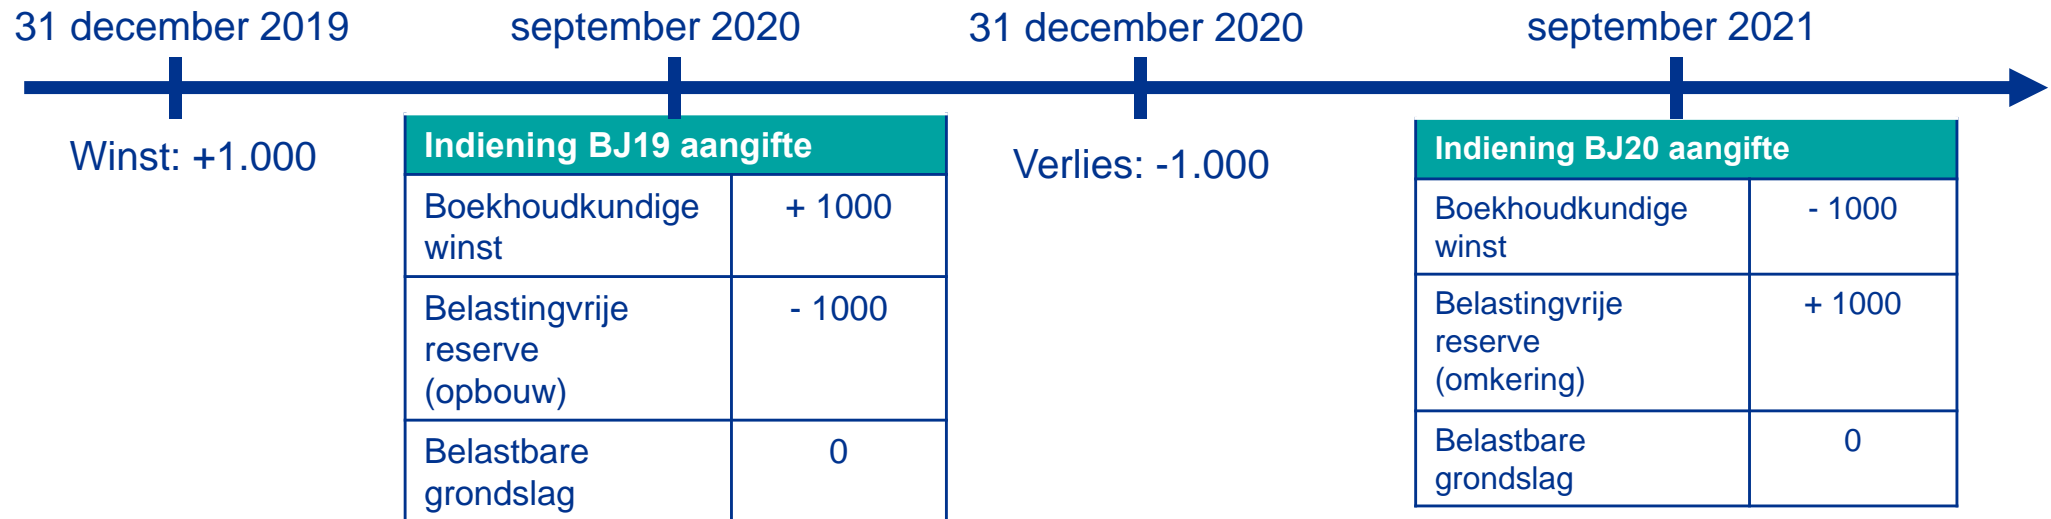 31 december 2019
september 2020
31 december 2020
september 2021
Winst: +1.000
Indiening BJ19 aangifte
Boekhoudkundige
winst
+ 1000
Belastingvrije
reserve
(opbouw)
- 1000
Belastbare
grondslag
0
Verlies: -1.000
Indiening BJ20 aangifte
Boekhoudkundige
winst
- 1000
Belastingvrije
reserve
(omkering)
+ 1000
Belastbare
grondslag
0